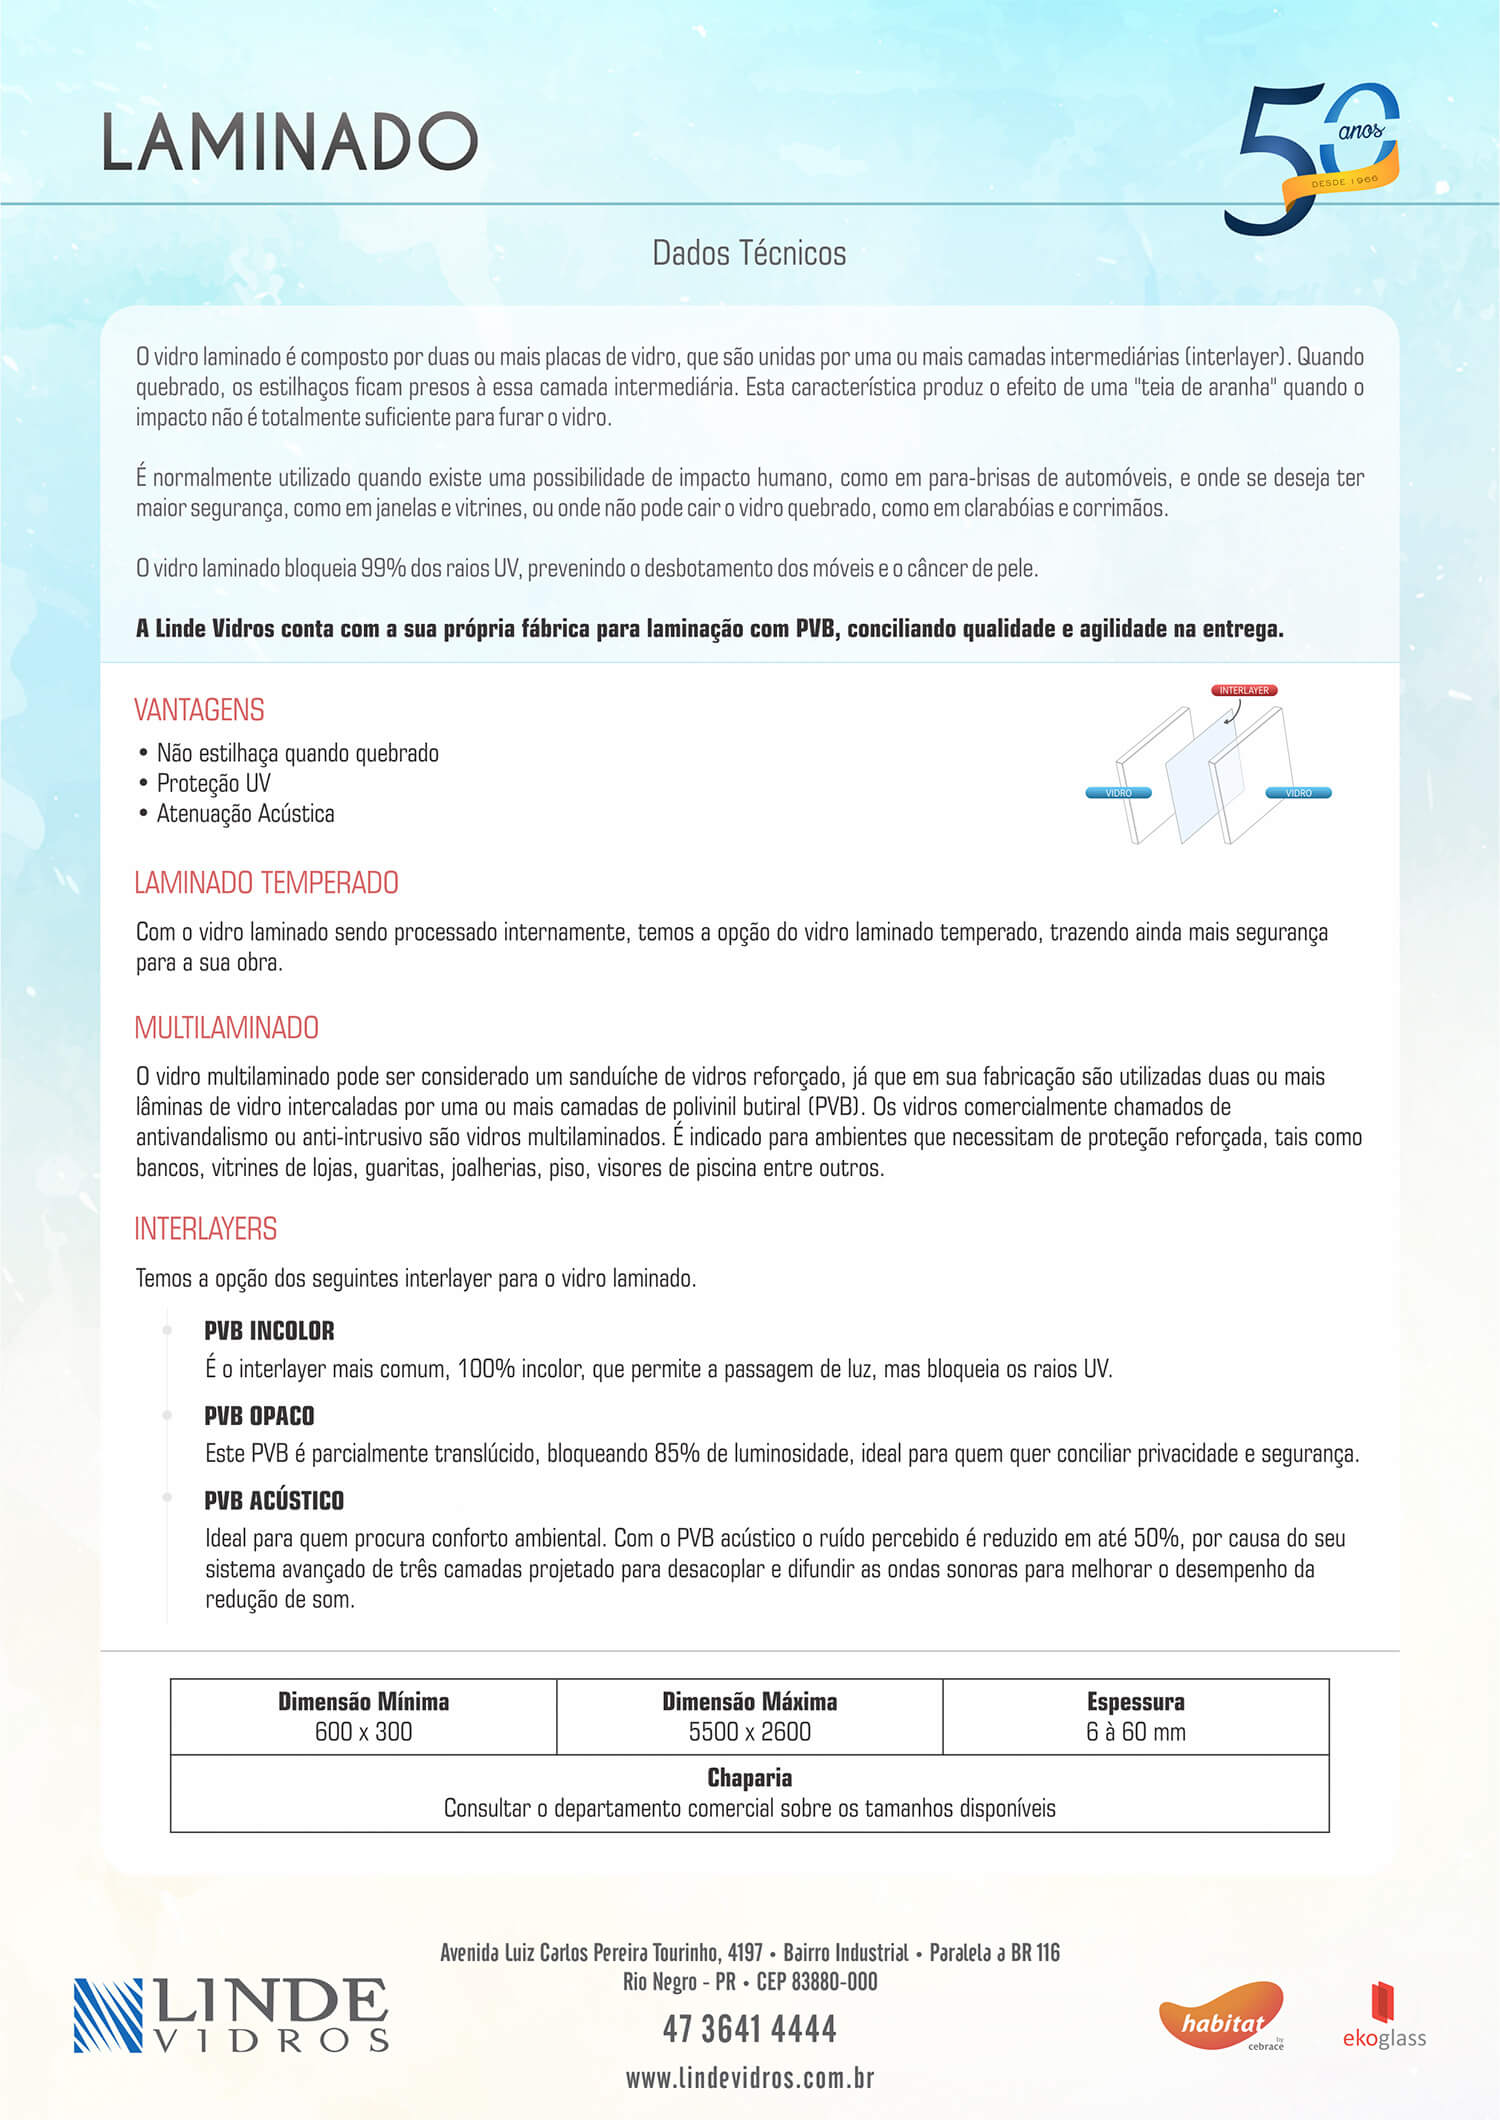 LAMINADO
50
anos
DESDE 1966
Dados Técnicos
O vidro laminado é composto por duas ou mais placas de vidro, que são unidas por uma ou mais camadas intermediárias (interlayer). Quando
quebrado, os estilhaços ficam presos à essa camada intermediária. Esta característica produz o efeito de uma "teia de aranha" quando o
impacto não é totalmente suficiente para furar o vidro.
É normalmente utilizado quando existe uma possibilidade de impacto humano, como em para-brisas de automóveis, e onde se deseja ter
maior segurança, como em janelas e vitrines, ou onde não pode cair o vidro quebrado, como em clarabóias e corrimãos.
O vidro laminado bloqueia 99% dos raios UV, prevenindo o desbotamento dos móveis e o câncer de pele.
A Linde Vidros conta com a sua própria fábrica para laminação com PVB, conciliando qualidade e agilidade na entrega.
VANTAGENS
• Não estilhaça quando quebrado
• Proteção UV
• Atenuação Acústica
INTERLAYER
VIDRO
VIDRO
LAMINADO TEMPERADO
Com o vidro laminado sendo processado internamente, temos a opção do vidro laminado temperado, trazendo ainda mais segurança
para a sua obra.
MULTILAMINADO
O vidro multilaminado pode ser considerado um sanduíche de vidros reforçado, já que em sua fabricação são utilizadas duas ou mais
lâminas de vidro intercaladas por uma ou mais camadas de polivinil butiral (PVB). Os vidros comercialmente chamados de
antivandalismo ou anti-intrusivo são vidros multilaminados. É indicado para ambientes que necessitam de proteção reforçada, tais como
bancos, vitrines de lojas, guaritas, joalherias, piso, visores de piscina entre outros.
INTERLAYERS
Temos a opção dos seguintes interlayer para o vidro laminado.
PVB INCOLOR
É o interlayer mais comum, 100% incolor, que permite a passagem de luz, mas bloqueia os raios UV.
PVB OPACO
Este PVB é parcialmente translúcido, bloqueando 85% de luminosidade, ideal para quem quer conciliar privacidade e segurança.
PVB ACÚSTICO
Ideal para quem procura conforto ambiental. Com o PVB acústico o ruído percebido é reduzido em até 50%, por causa do seu
sistema avançado de três camadas projetado para desacoplar e difundir as ondas sonoras para melhorar o desempenho da
redução de som.
Dimensão Mínima
600 x 300
Dimensão Máxima
5500 x 2600
Espessura
6 à 60 mm
Chaparia
Consultar o departamento comercial sobre os tamanhos disponíveis
Avenida Luiz Carlos Pereira Tourinho, 4197 • Bairro Industrial • Paralela a BR 116
Rio Negro - PR • CEP 83880-000
47 3641 4444
www.lindevidros.com.br
LINDE
VIDROS
habitat
by
cebrace
ekoglass